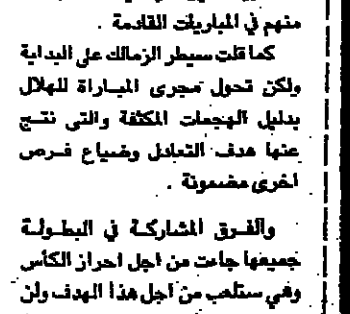 منهم في المباريات القادمة .
كما قلت سيطر الزمالك على البداية
ولكن تحول مجرى المباراة للهلال
بدليل الهجمات المكثفة والتي نتج
عنها هدف التعادل وضياع فرص
اخرى مضمونة .
والفرق المشاركة في البطولة
جميعها جاءت من اجل احراز الكأس
وهي ستلعب من اجل هذا الهدف ولن